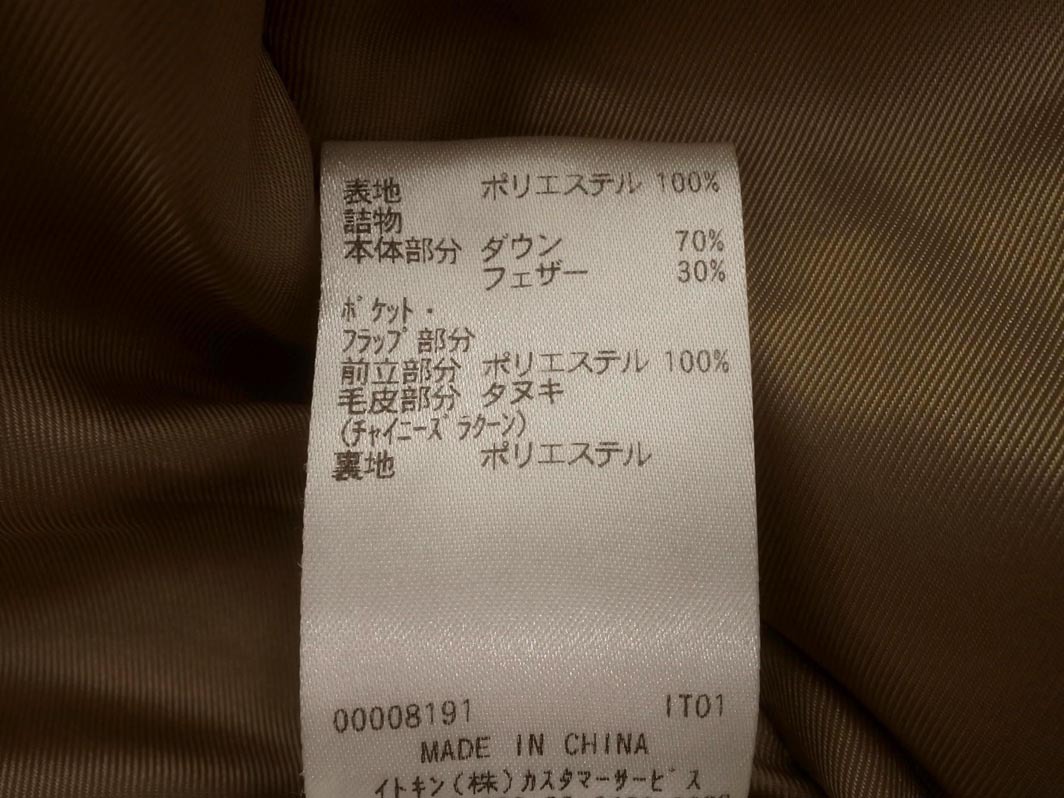 表地 ポリエステル 100%
詰物
本体部分 ダウン 70%
フェザー 30%
ﾎﾟｹｯﾄ・
ﾌﾗｯﾌﾟ部分
前立部分 ポリエステル 100%
毛皮部分 タヌキ
(ﾁｬｲﾆｰｽﾞﾗｸｰﾝ)
裏地 ポリエステル
00008191 IT01
MADE IN CHINA
ｲﾄｷﾝ(株)ｶｽﾀﾏｰｻｰﾋﾞｽ